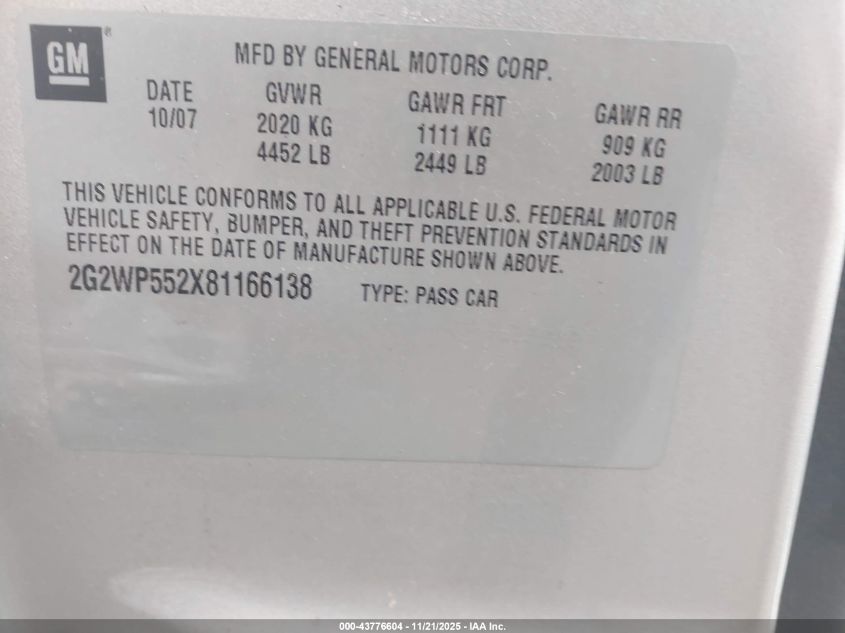 GM®
MFD BY GENERAL MOTORS CORP.
DATE GVWR GAWR FRT GAWR RR
10/07 2020 KG 1111 KG 909 KG
4452 LB 2449 LB 2003 LB
THIS VEHICLE CONFORMS TO ALL APPLICABLE U.S. FEDERAL MOTOR
VEHICLE SAFETY, BUMPER, AND THEFT PREVENTION STANDARDS IN
EFFECT ON THE DATE OF MANUFACTURE SHOWN ABOVE.
2G2WP552X81166138 TYPE: PASS CAR
000-43776604 - 11/21/2025 - IAA Inc.